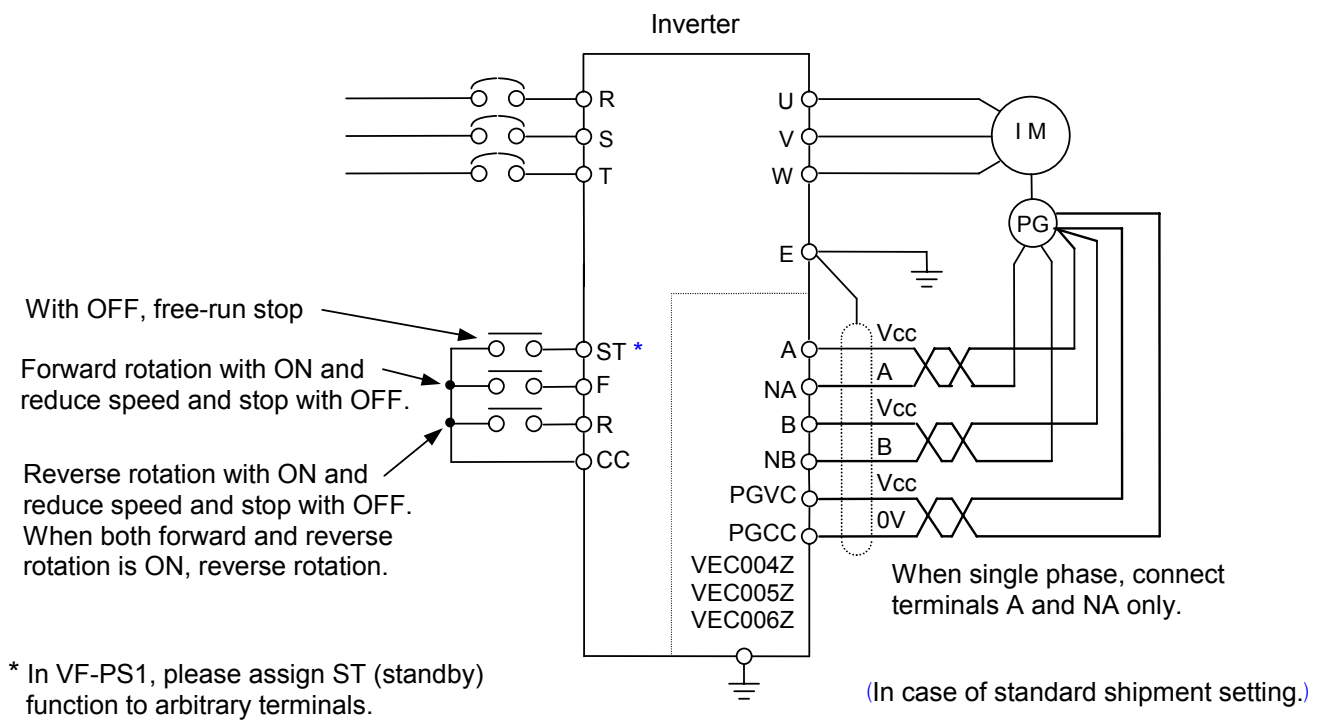 Inverter
R
S
T
U
V
W
I M
PG
E
With OFF, free-run stop
Forward rotation with ON and
reduce speed and stop with OFF.
Reverse rotation with ON and
reduce speed and stop with OFF.
When both forward and reverse
rotation is ON, reverse rotation.
ST *
F
R
CC
A
NA
B
NB
PGVC
PGCC
Vcc
A
Vcc
B
Vcc
0V
VEC004Z
VEC005Z
VEC006Z
When single phase, connect
terminals A and NA only.
* In VF-PS1, please assign ST (standby)
function to arbitrary terminals.
(In case of standard shipment setting.)